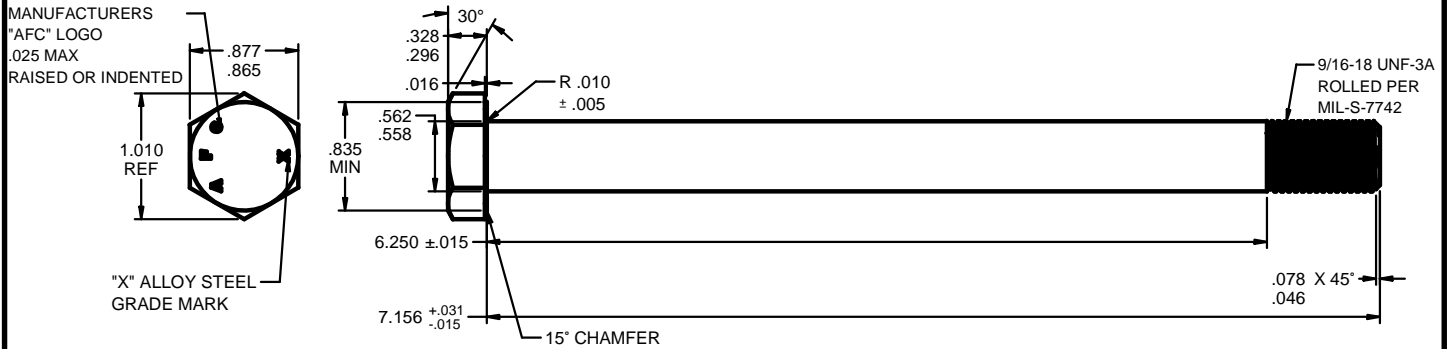 MANUFACTURERS
"AFC" LOGO
.025 MAX
RAISED OR INDENTED
.877
.865
1.010
REF
A F C
X
"X" ALLOY STEEL
GRADE MARK
30°
.328
.296
.016
R .010
± .005
.562
.558
.835
MIN
9/16-18 UNF-3A
ROLLED PER
MIL-S-7742
6.250 ±.015
.078 X 45°
.046
7.156 +.031
-.015
15° CHAMFER